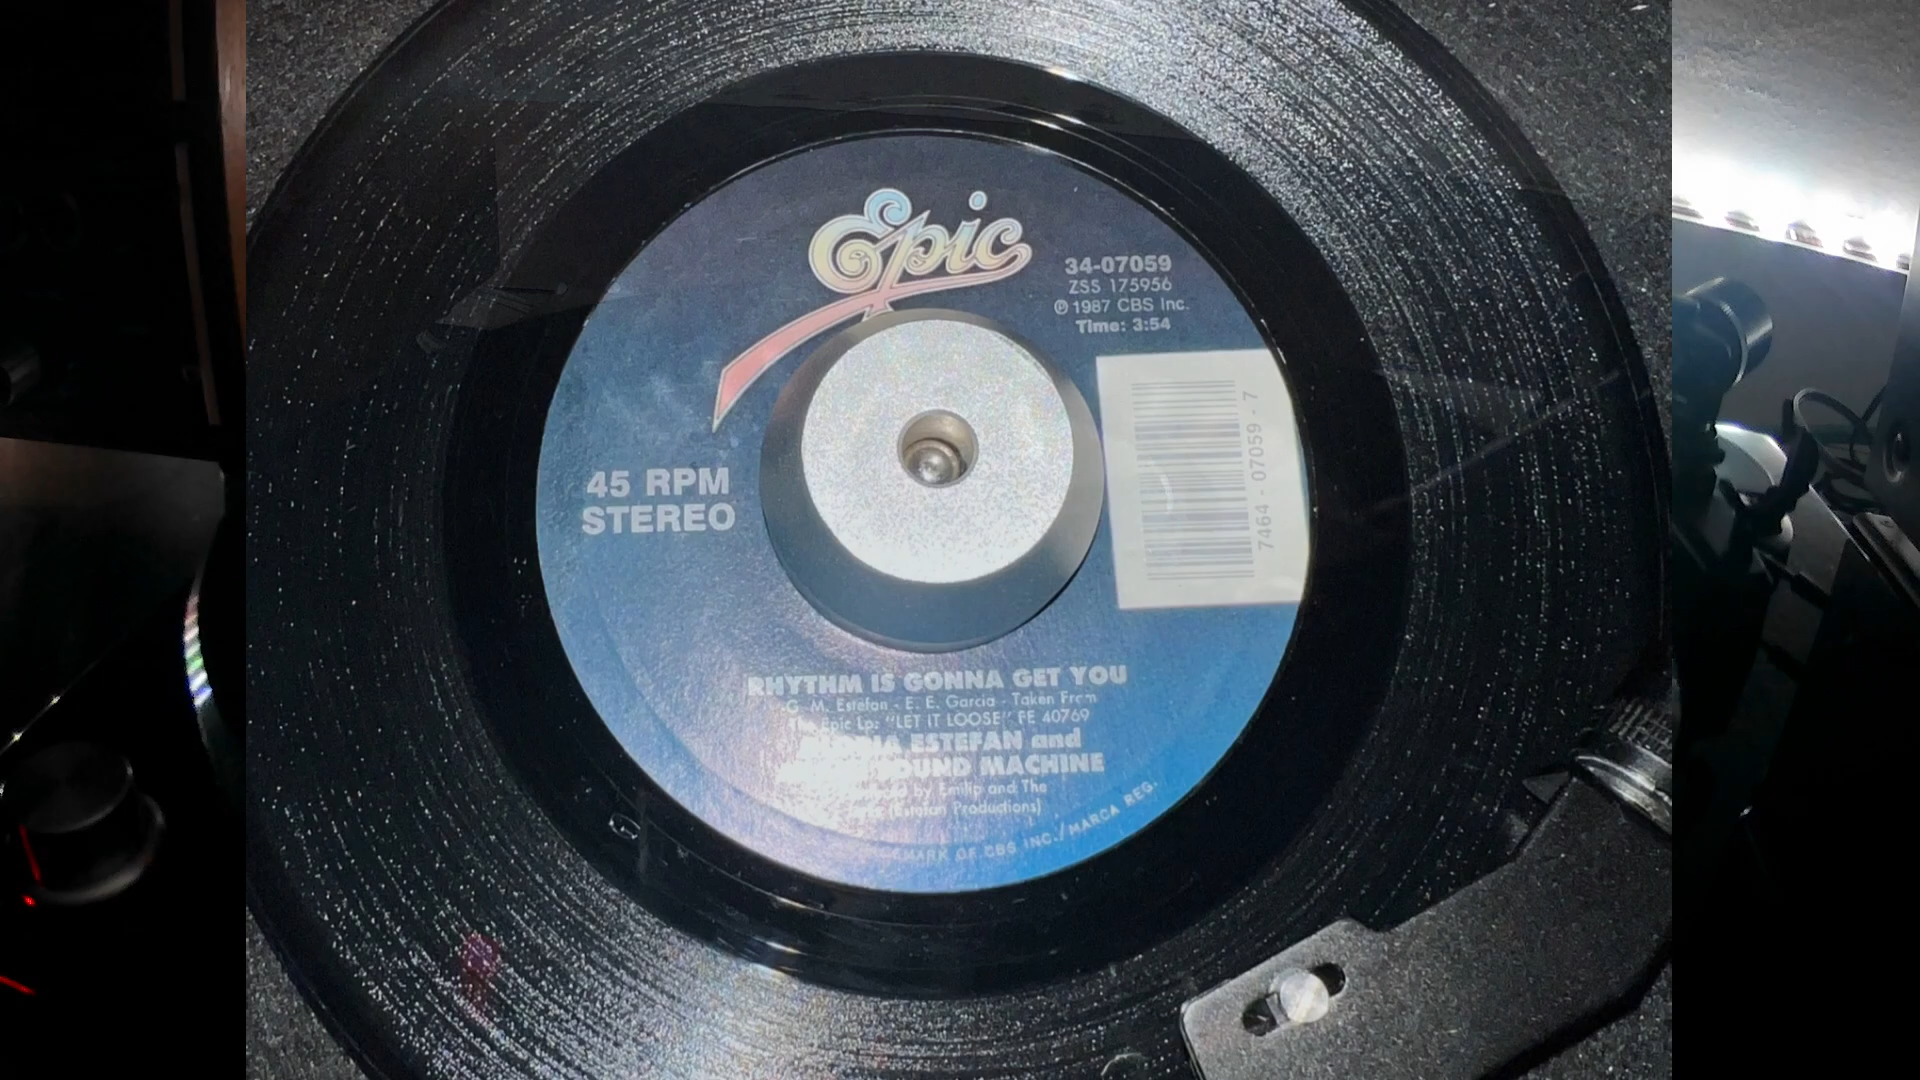 Epic
34-07059
ZSS 175956
℗ 1987 CBS Inc.
Time: 3:54
7464 - 07059 - 7
45 RPM
STEREO
RHYTHM IS GONNA GET YOU
G. M. Estefan - E. E. Garcia - Taken From
The Epic Lp: "LET IT LOOSE" FE 40769
ESTEFAN and
SOUND MACHINE
by Emilio and The
(Estefan Productions)
OF CBS INC./MARCA REG.